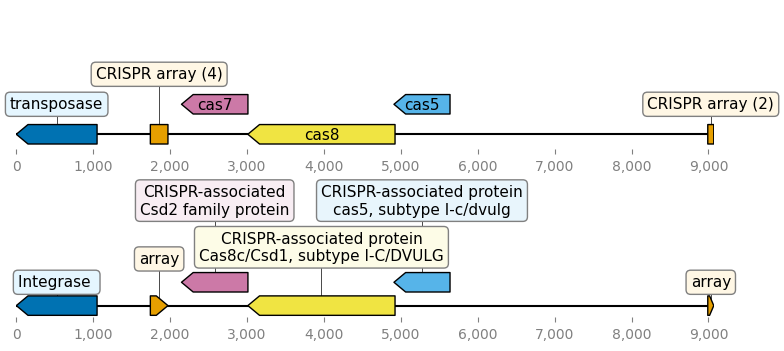 CRISPR array (4)
transposase
cas7
cas5
CRISPR array (2)
cas8
0 1,000 2,000 3,000 4,000 5,000 6,000 7,000 8,000 9,000
CRISPR-associated
Csd2 family protein
CRISPR-associated protein
cas5, subtype I-c/dvulg
CRISPR-associated protein
Cas8c/Csd1, subtype I-C/DVULG
array
Integrase
array
0 1,000 2,000 3,000 4,000 5,000 6,000 7,000 8,000 9,000